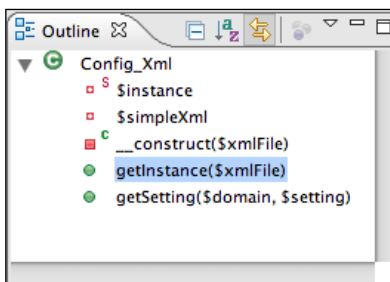 Outline
a
z
C Config_Xml
S $instance
$simpleXml
C __construct($xmlFile)
getInstance($xmlFile)
getSetting($domain, $setting)